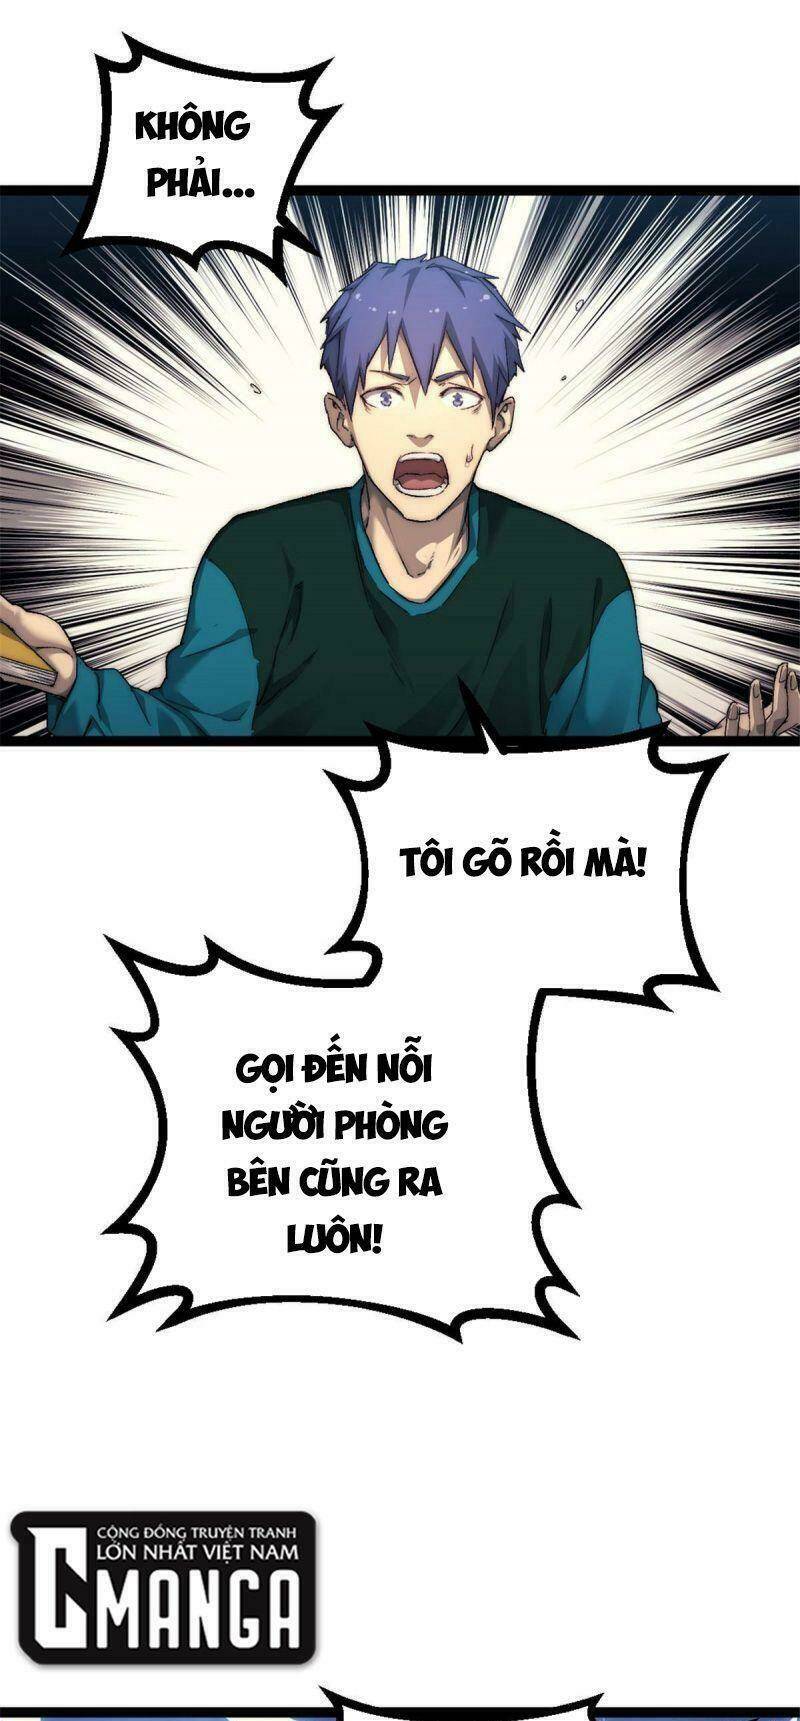 KHÔNG
PHẢI...
TÔI GÕ RỒI MÀ!
GỌI ĐẾN NỖI
NGƯỜI PHÒNG
BÊN CŨNG RA
LUÔN!
CỘNG ĐỒNG TRUYỆN TRANH
LỚN NHẤT VIỆT NAM
CMANGA